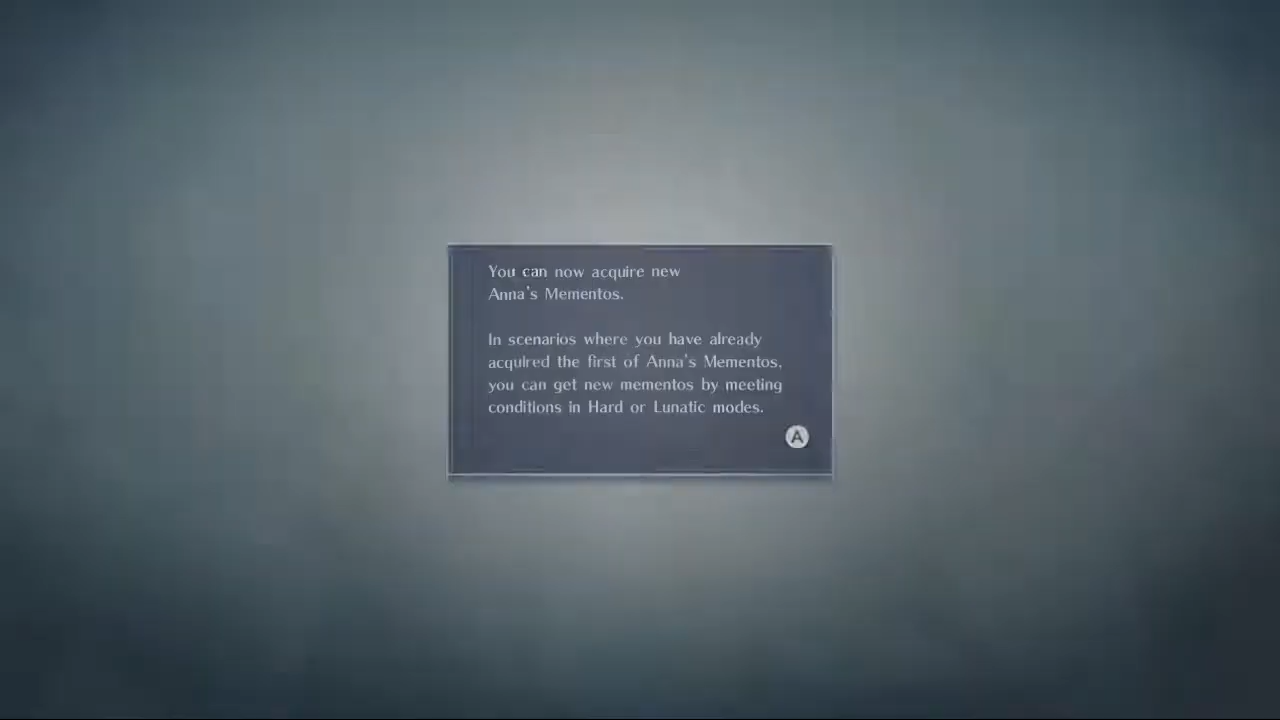 You can now acquire new
Anna's Mementos.
In scenarios where you have already
acquired the first of Anna's Mementos,
you can get new mementos by meeting
conditions in Hard or Lunatic modes.
A